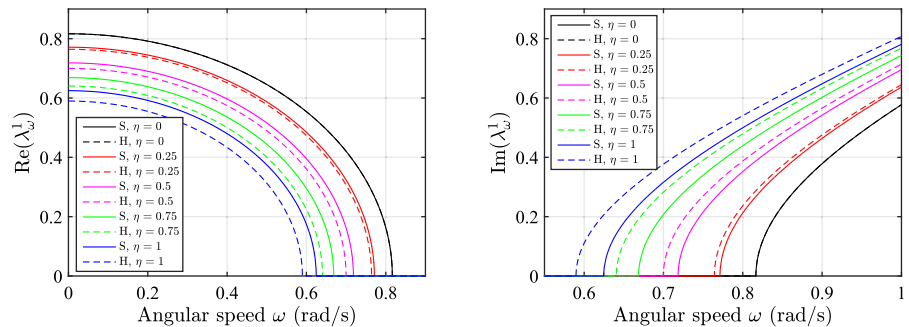 Re(λ¹_ω)
0.8
0.6
0.4
0.2
0
S, η = 0
H, η = 0
S, η = 0.25
H, η = 0.25
S, η = 0.5
H, η = 0.5
S, η = 0.75
H, η = 0.75
S, η = 1
H, η = 1
0 0.2 0.4 0.6 0.8
Angular speed ω (rad/s)
Im(λ¹_ω)
0.8
0.6
0.4
0.2
0
S, η = 0
H, η = 0
S, η = 0.25
H, η = 0.25
S, η = 0.5
H, η = 0.5
S, η = 0.75
H, η = 0.75
S, η = 1
H, η = 1
0.6 0.7 0.8 0.9 1
Angular speed ω (rad/s)